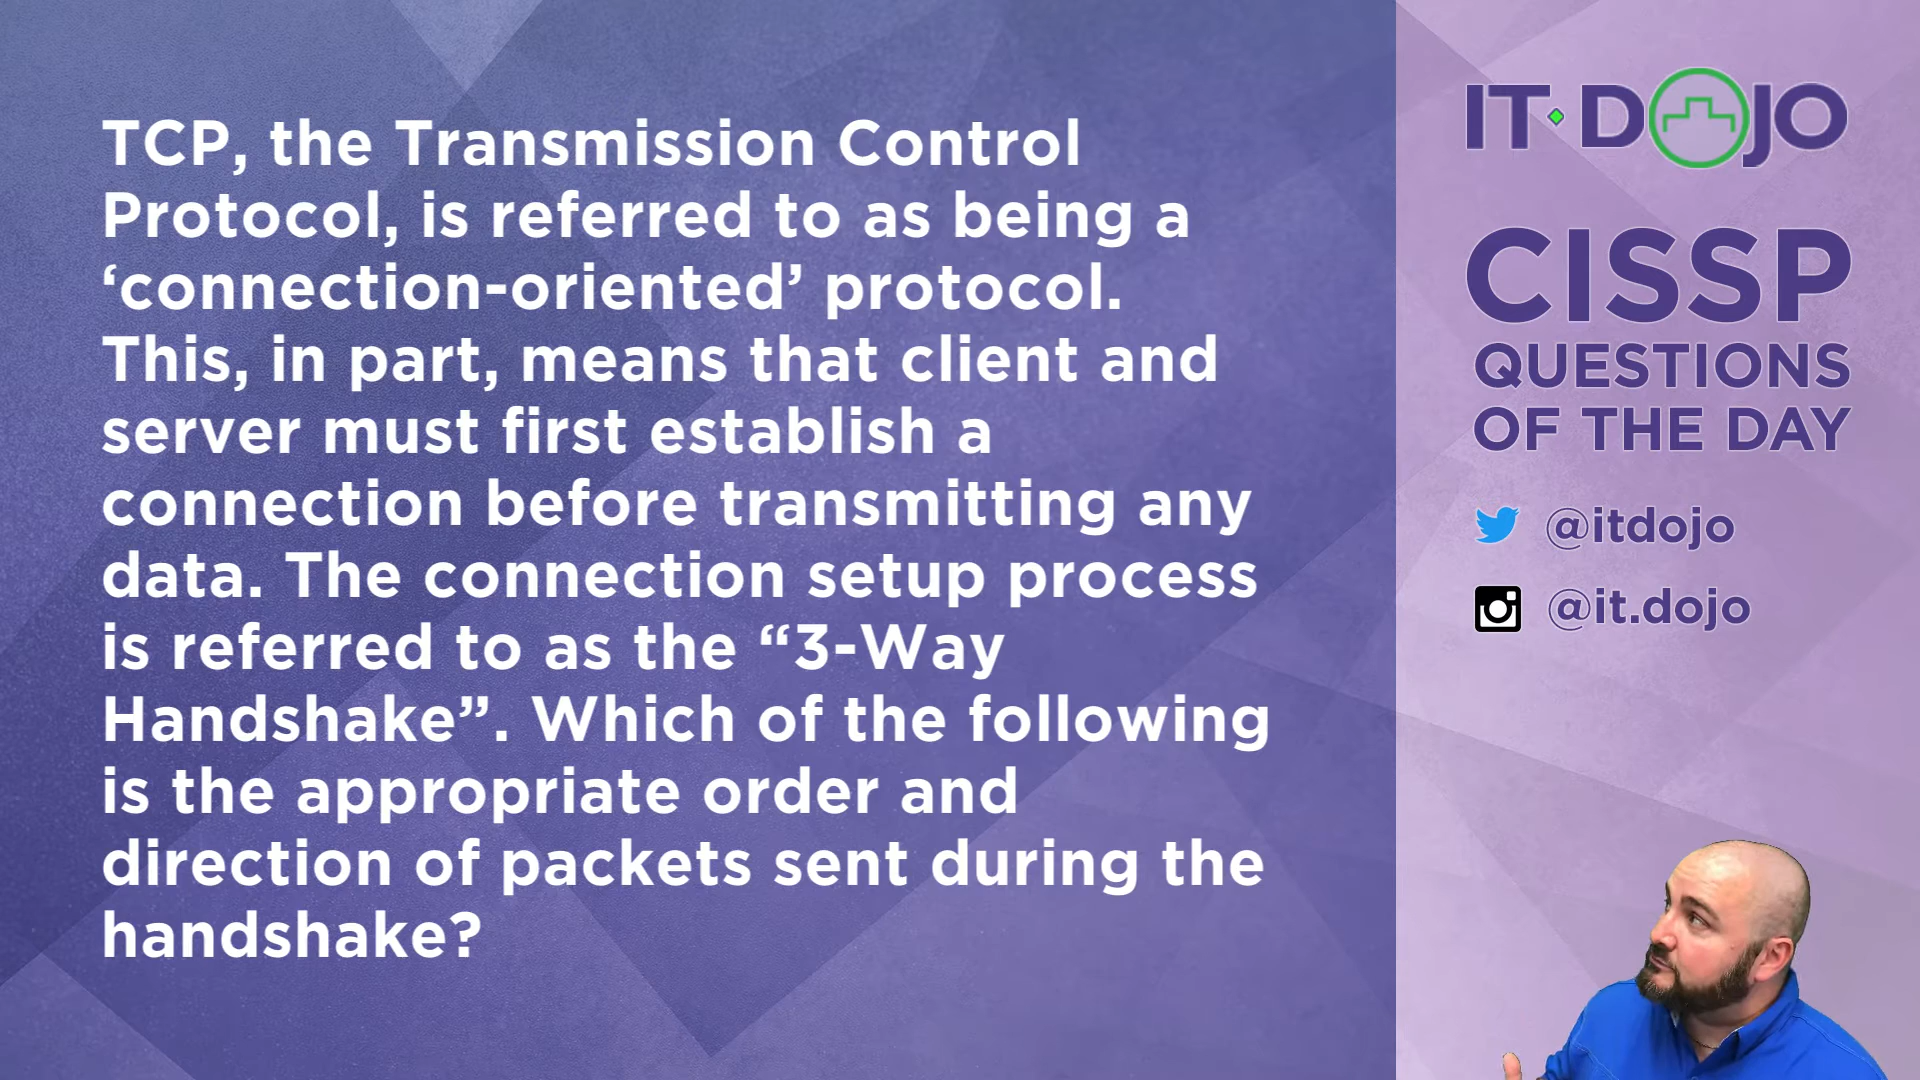 TCP, the Transmission Control
Protocol, is referred to as being a
‘connection-oriented’ protocol.
This, in part, means that client and
server must first establish a
connection before transmitting any
data. The connection setup process
is referred to as the “3-Way
Handshake”. Which of the following
is the appropriate order and
direction of packets sent during the
handshake?
IT DOJO
CISSP
QUESTIONS
OF THE DAY
@itdojo
@it.dojo